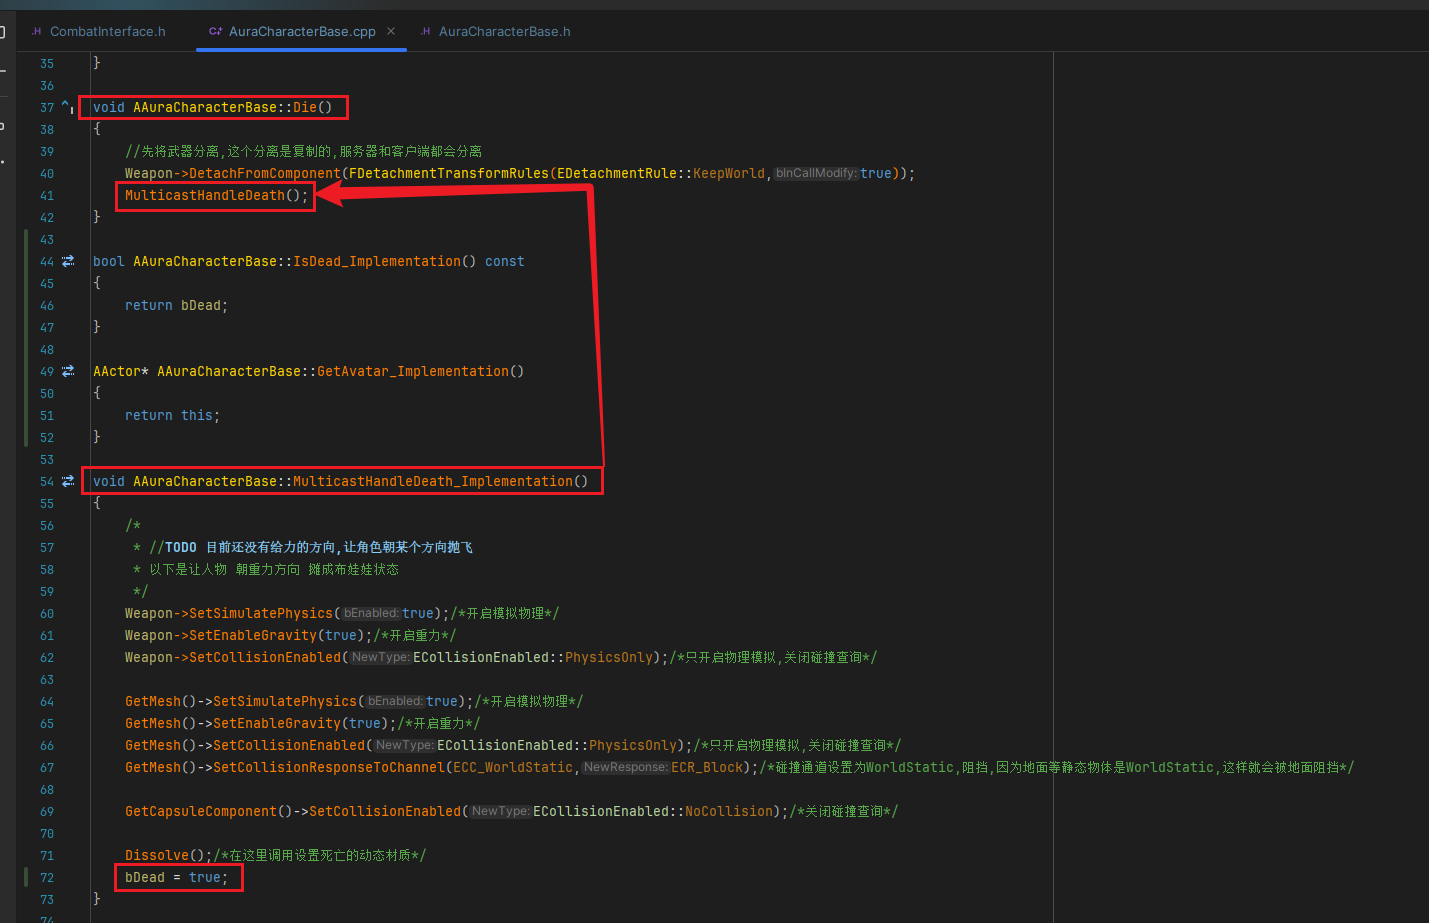 .H CombatInterface.h C++ AuraCharacterBase.cpp × .H AuraCharacterBase.h
35 }
36
37 void AAuraCharacterBase::Die()
38 {
39 //先将武器分离,这个分离是复制的,服务器和客户端都会分离
40 Weapon->DetachFromComponent(FDetachmentTransformRules(EDetachmentRule::KeepWorld, bInCallModify: true));
41 MulticastHandleDeath();
42 }
43
44 bool AAuraCharacterBase::IsDead_Implementation() const
45 {
46 return bDead;
47 }
48
49 AActor* AAuraCharacterBase::GetAvatar_Implementation()
50 {
51 return this;
52 }
53
54 void AAuraCharacterBase::MulticastHandleDeath_Implementation()
55 {
56 /*
57 * //TODO 目前还没有给力的方向,让角色朝某个方向抛飞
58 * 以下是让人物 朝重力方向 摊成布娃娃状态
59 */
60 Weapon->SetSimulatePhysics( bEnabled: true);/*开启模拟物理*/
61 Weapon->SetEnableGravity(true);/*开启重力*/
62 Weapon->SetCollisionEnabled( NewType: ECollisionEnabled::PhysicsOnly);/*只开启物理模拟,关闭碰撞查询*/
63
64 GetMesh()->SetSimulatePhysics( bEnabled: true);/*开启模拟物理*/
65 GetMesh()->SetEnableGravity(true);/*开启重力*/
66 GetMesh()->SetCollisionEnabled( NewType: ECollisionEnabled::PhysicsOnly);/*只开启物理模拟,关闭碰撞查询*/
67 GetMesh()->SetCollisionResponseToChannel(ECC_WorldStatic, NewResponse: ECR_Block);/*碰撞通道设置为WorldStatic,阻挡,因为地面等静态物体是WorldStatic,这样就会被地面阻挡*/
68
69 GetCapsuleComponent()->SetCollisionEnabled( NewType: ECollisionEnabled::NoCollision);/*关闭碰撞查询*/
70
71 Dissolve();/*在这里调用设置死亡的动态材质*/
72 bDead = true;
73 }
74